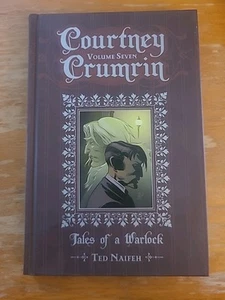 Courtney
VOLUME SEVEN
Crumrin
Tales of a Warlock
TED NAIFEH